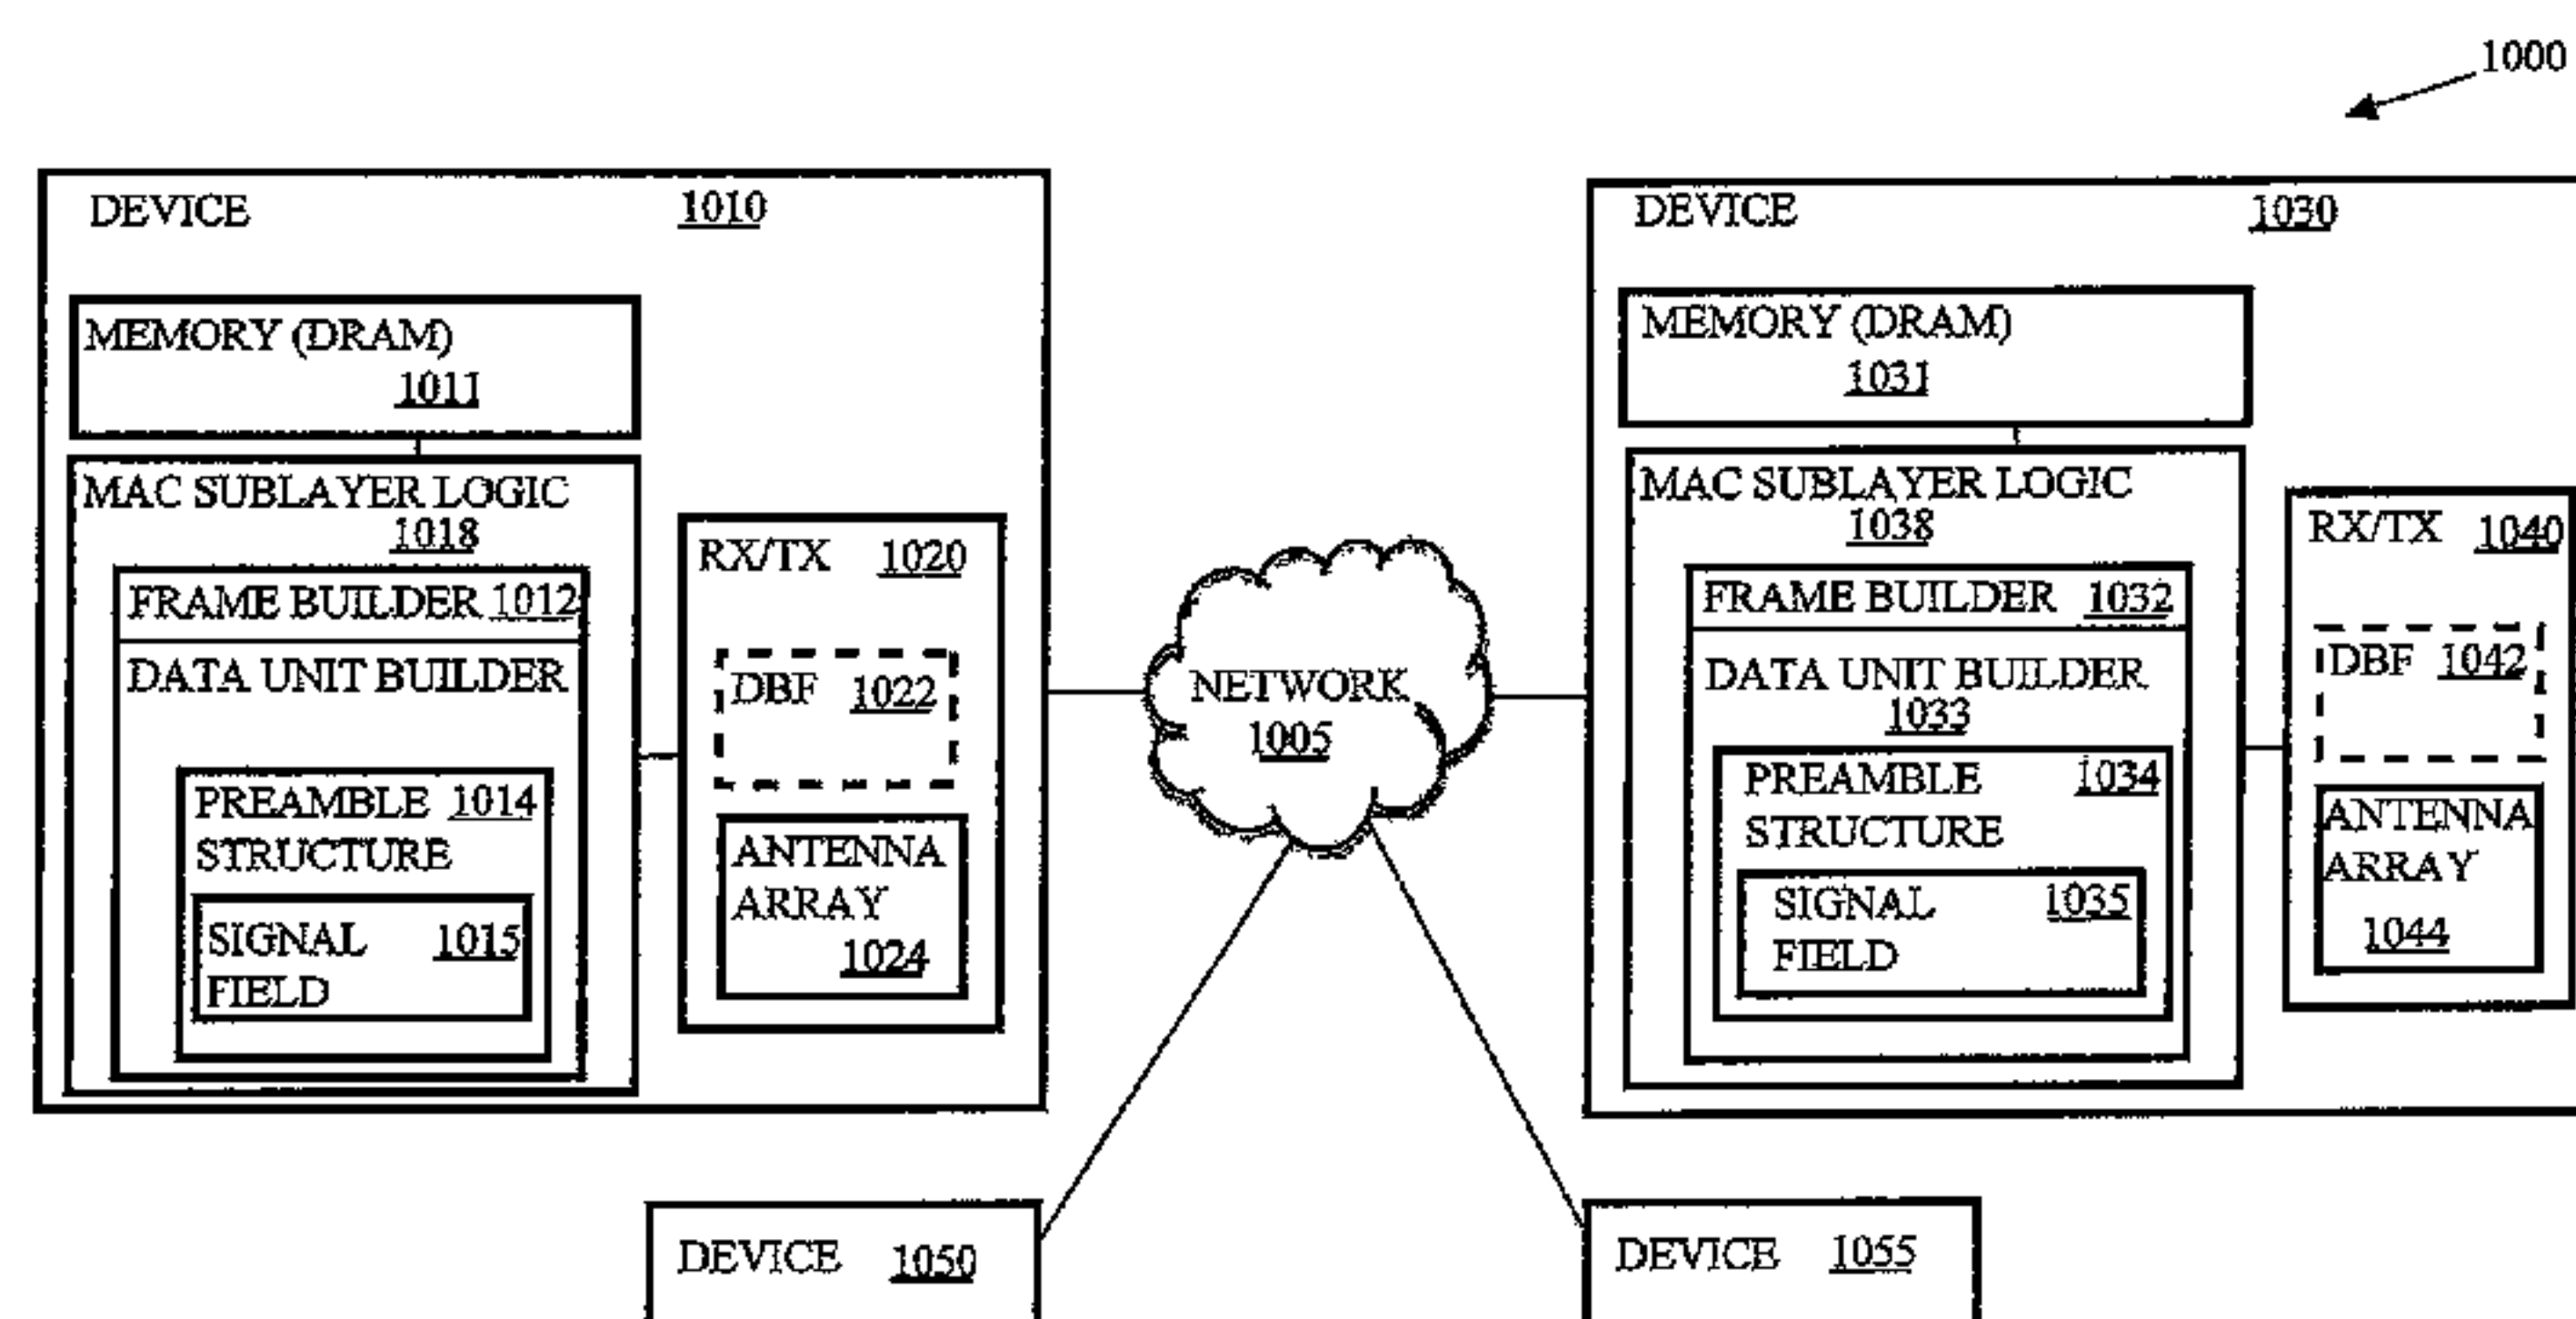 1000
DEVICE 1010
MEMORY (DRAM)
1011
MAC SUBLAYER LOGIC
1018
FRAME BUILDER 1012
DATA UNIT BUILDER
PREAMBLE 1014
STRUCTURE
SIGNAL 1015
FIELD
RX/TX 1020
DBF 1022
ANTENNA
ARRAY
1024
NETWORK
1005
DEVICE 1030
MEMORY (DRAM)
1031
MAC SUBLAYER LOGIC
1038
FRAME BUILDER 1032
DATA UNIT BUILDER
1033
PREAMBLE 1034
STRUCTURE
SIGNAL 1035
FIELD
RX/TX 1040
DBF 1042
ANTENNA
ARRAY
1044
DEVICE 1050
DEVICE 1055